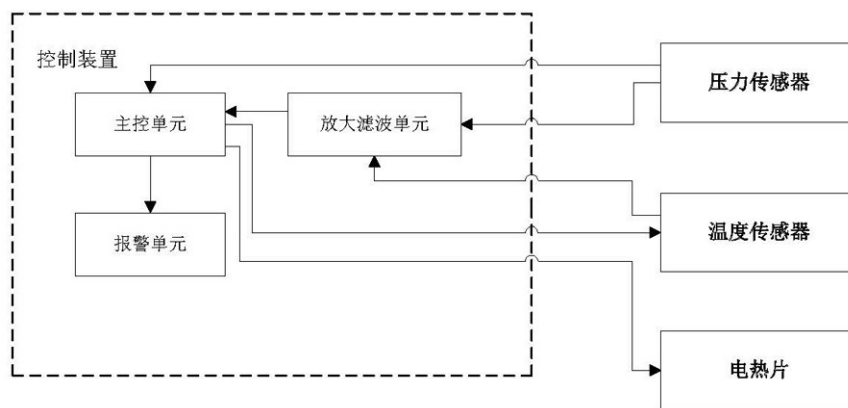 控制装置
压力传感器
主控单元
放大滤波单元
报警单元
温度传感器
电热片